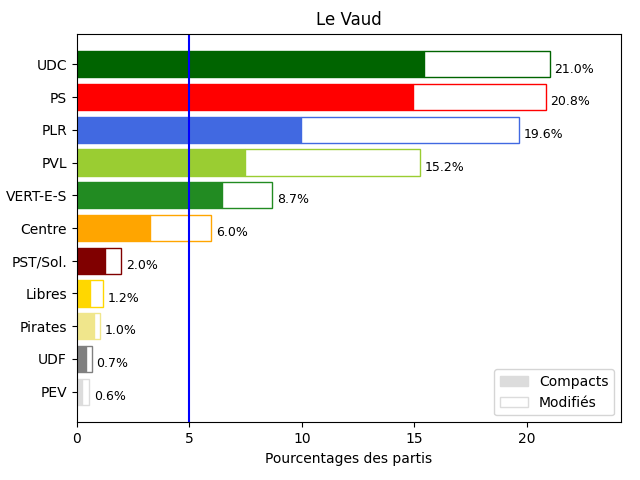 Le Vaud
UDC 21.0%
PS 20.8%
PLR 19.6%
PVL 15.2%
VERT-E-S 8.7%
Centre 6.0%
PST/Sol. 2.0%
Libres 1.2%
Pirates 1.0%
UDF 0.7%
PEV 0.6%
Compacts
Modifiés
0 5 10 15 20
Pourcentages des partis